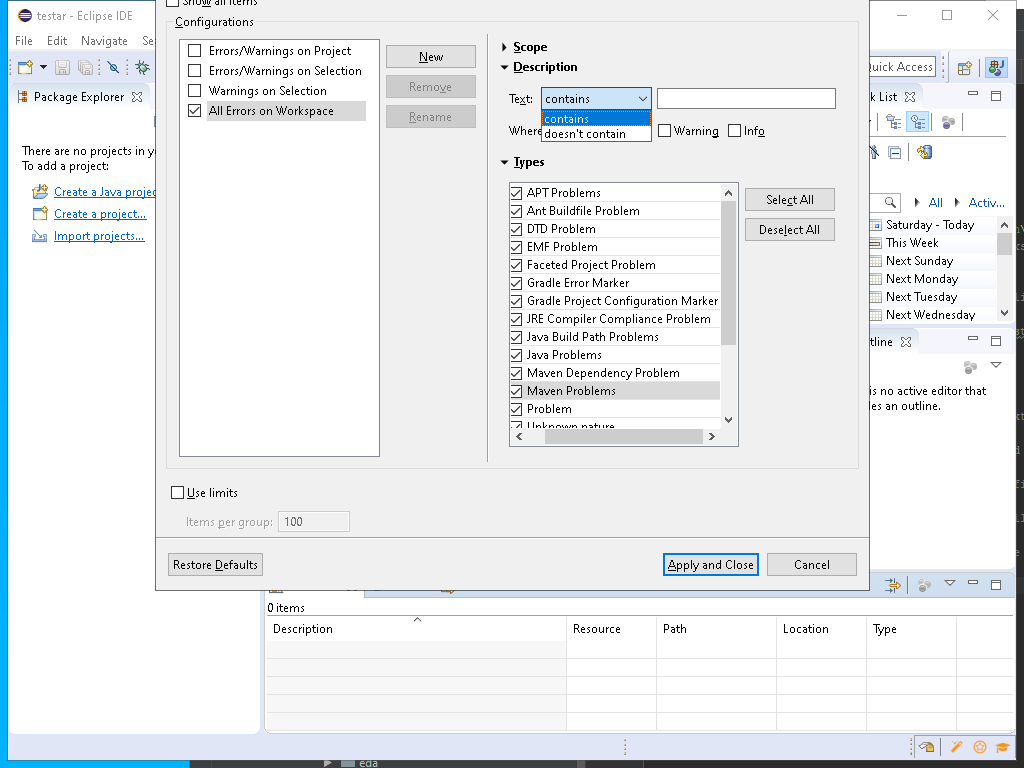 testar - Eclipse IDE
File Edit Navigate Se
Show all items
Configurations
Errors/Warnings on Project
Errors/Warnings on Selection
Warnings on Selection
All Errors on Workspace
New
Remove
Rename
Scope
Description
Text: contains
contains
doesn't contain
Where
Warning
Info
Types
APT Problems
Ant Buildfile Problem
DTD Problem
EMF Problem
Faceted Project Problem
Gradle Error Marker
Gradle Project Configuration Marker
JRE Compiler Compliance Problem
Java Build Path Problems
Java Problems
Maven Dependency Problem
Maven Problems
Problem
Unknown nature
Select All
Deselect All
Use limits
Items per group: 100
Restore Defaults
Apply and Close
Cancel
Package Explorer
There are no projects in y
To add a project:
Create a Java projec
Create a project...
Import projects...
Quick Access
k List
All
Activ...
Saturday - Today
This Week
Next Sunday
Next Monday
Next Tuesday
Next Wednesday
tline
is no active editor that
les an outline.
0 items
Description Resource Path Location Type
eda